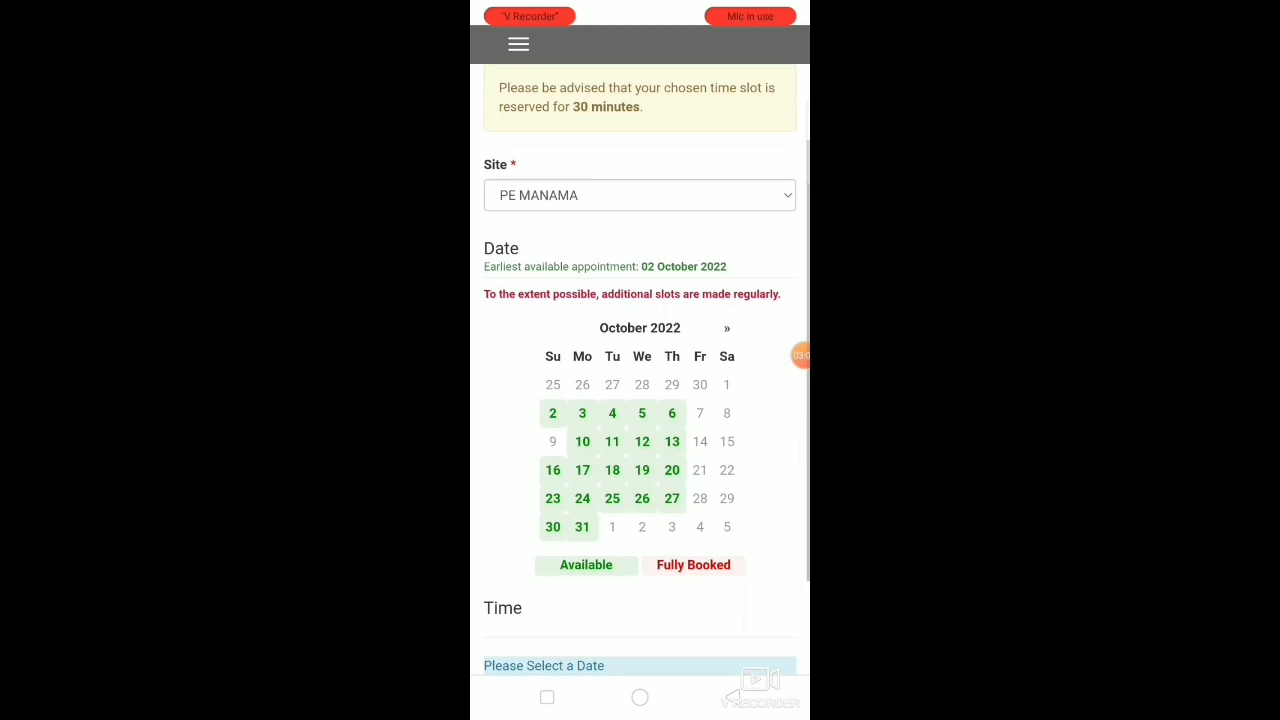 "V Recorder"
Mic in use
Please be advised that your chosen time slot is
reserved for 30 minutes.
Site *
PE MANAMA
Date
Earliest available appointment: 02 October 2022
To the extent possible, additional slots are made regularly.
October 2022 »
Su Mo Tu We Th Fr Sa
25 26 27 28 29 30 1
2 3 4 5 6 7 8
9 10 11 12 13 14 15
16 17 18 19 20 21 22
23 24 25 26 27 28 29
30 31 1 2 3 4 5
Available Fully Booked
Time
Please Select a Date
V RECORDER